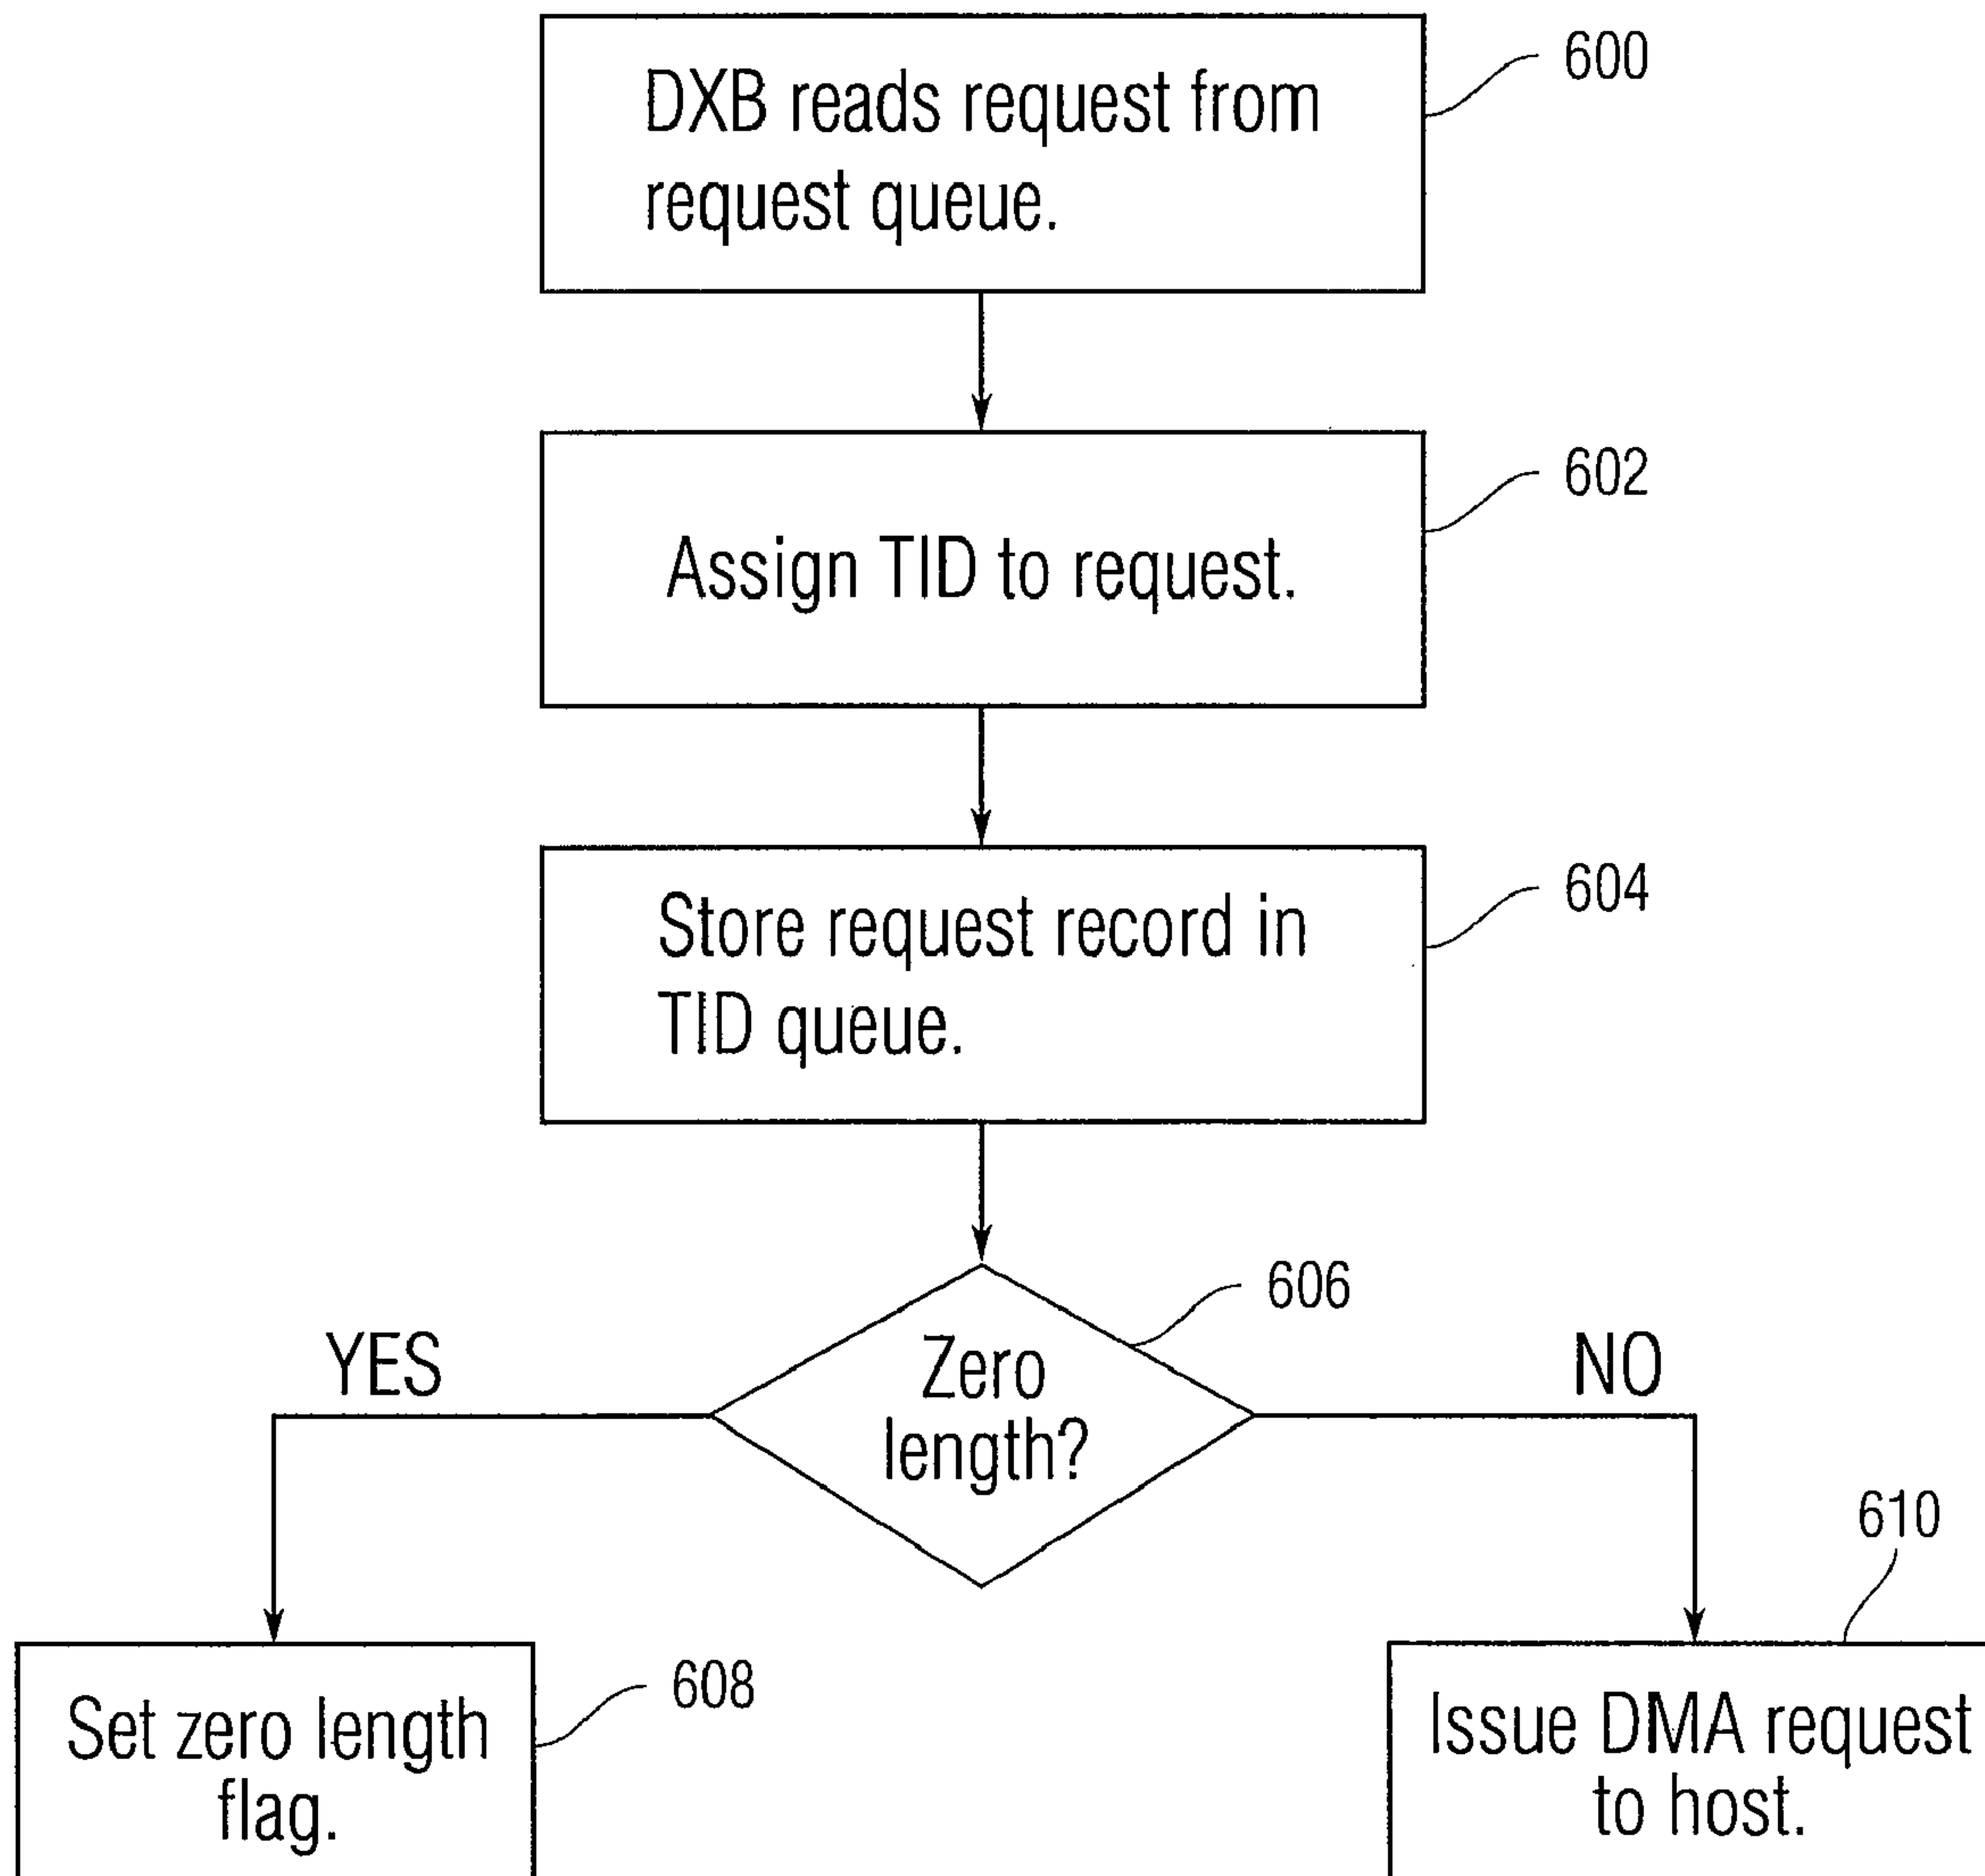 DXB reads request from
request queue.
600
Assign TID to request.
602
Store request record in
TID queue.
604
Zero
length?
606
YES
NO
Set zero length
flag.
608
Issue DMA request
to host.
610